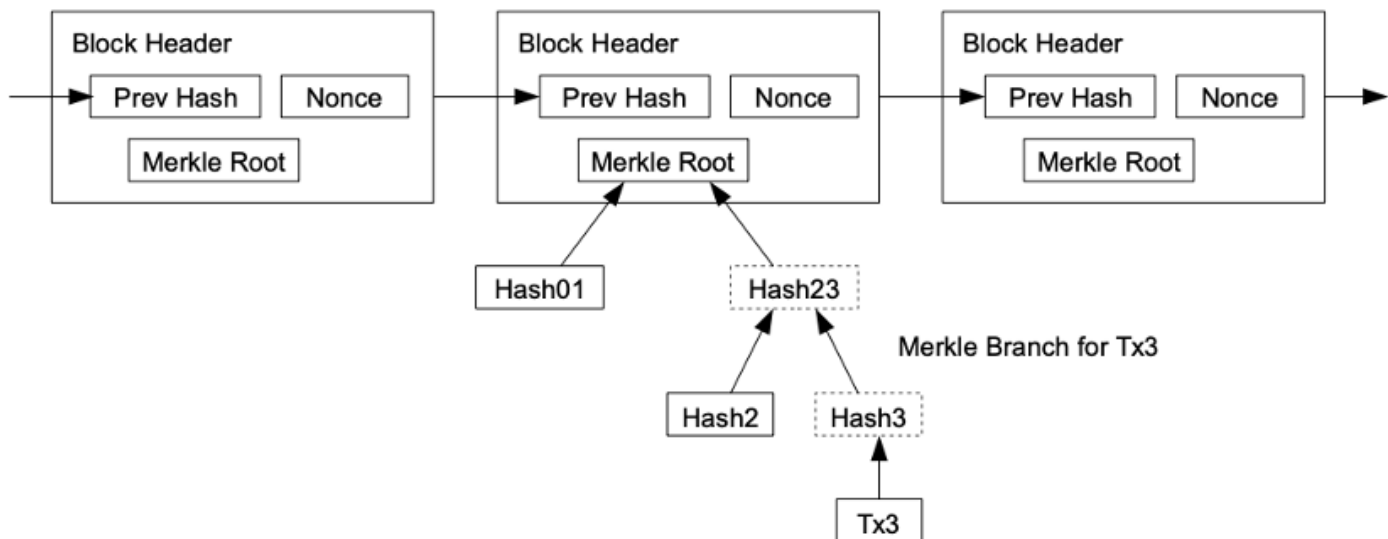 Block Header
Block Header
Block Header
Prev Hash
Nonce
Prev Hash
Nonce
Prev Hash
Nonce
Merkle Root
Merkle Root
Merkle Root
Hash01
Hash23
Merkle Branch for Tx3
Hash2
Hash3
Tx3